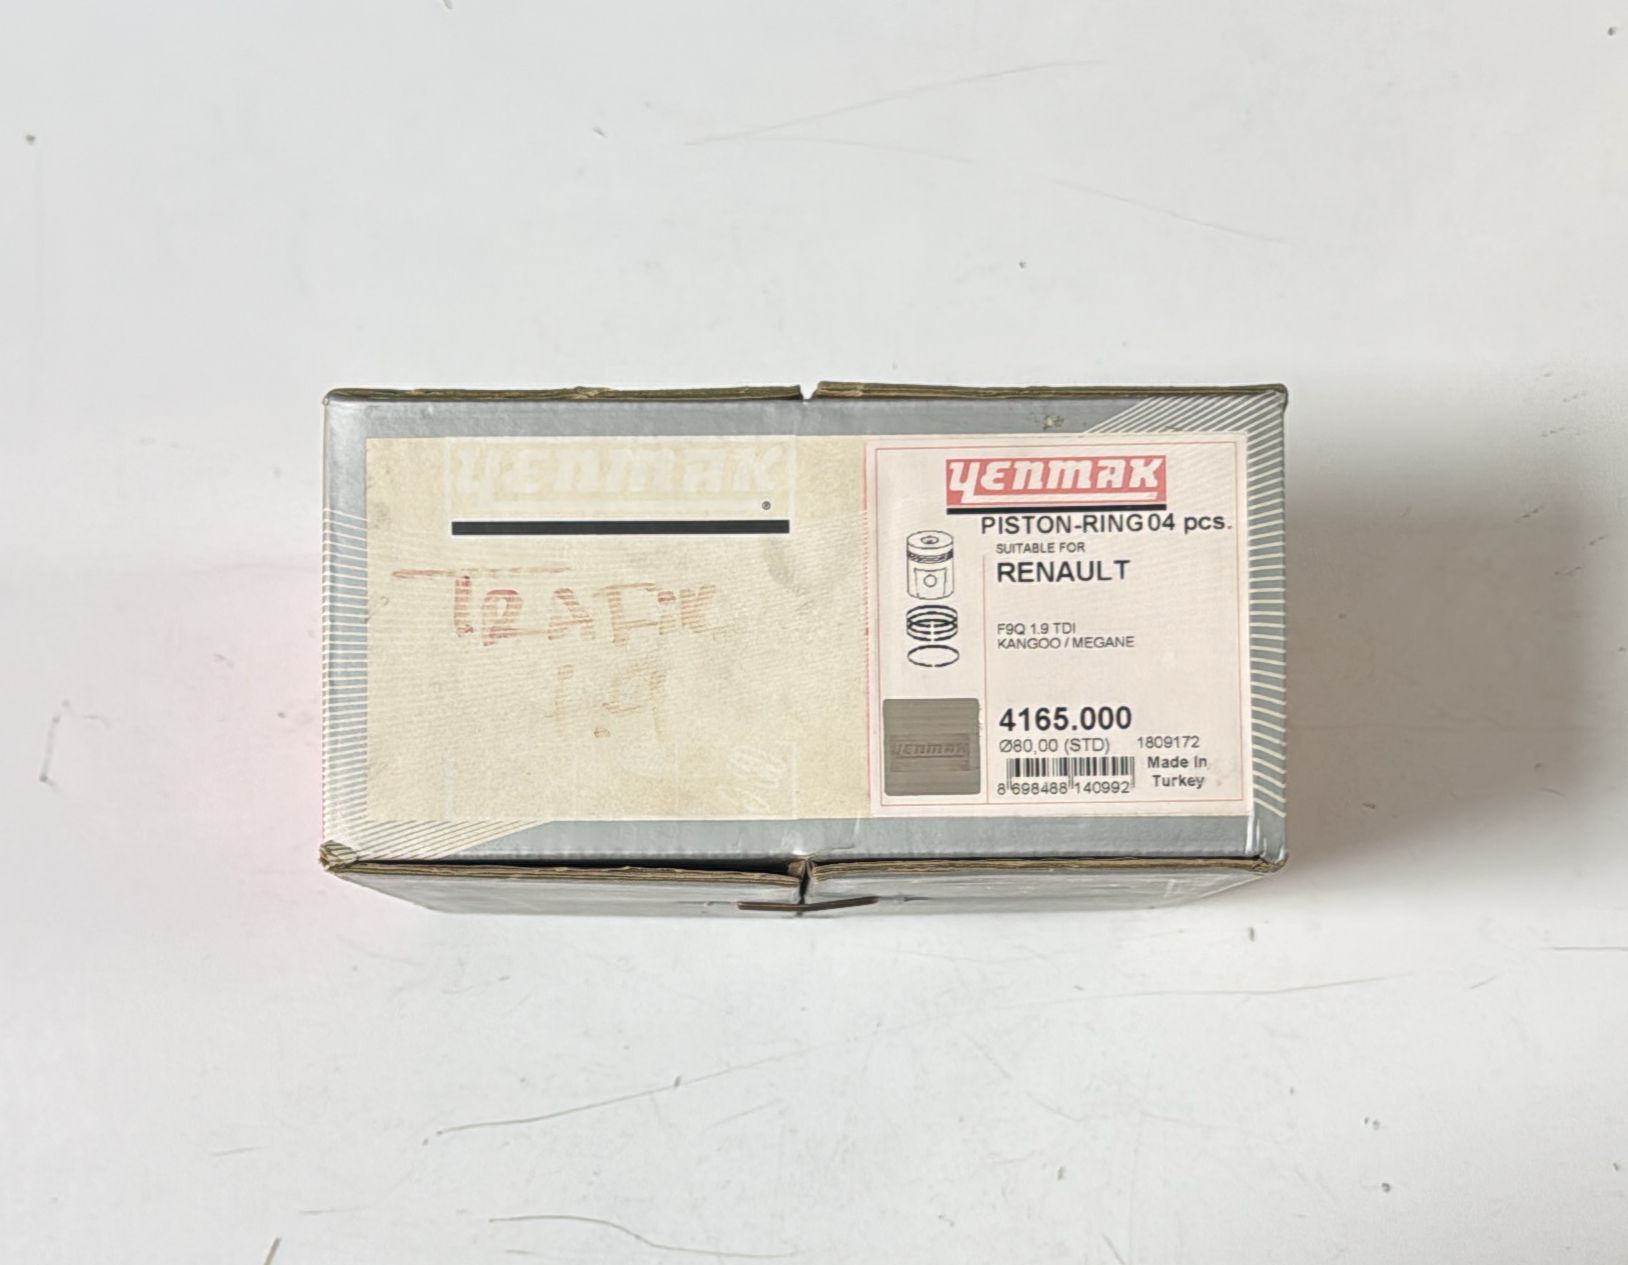 YENMAK
®
TRAFIK
1.9
YENMAK
PISTON-RING 04 pcs.
SUITABLE FOR
RENAULT
F9Q 1.9 TDI
KANGOO / MEGANE
4165.000
YENMAK
Ø80,00 (STD) 1809172
Made In
Turkey
8 698488 140992